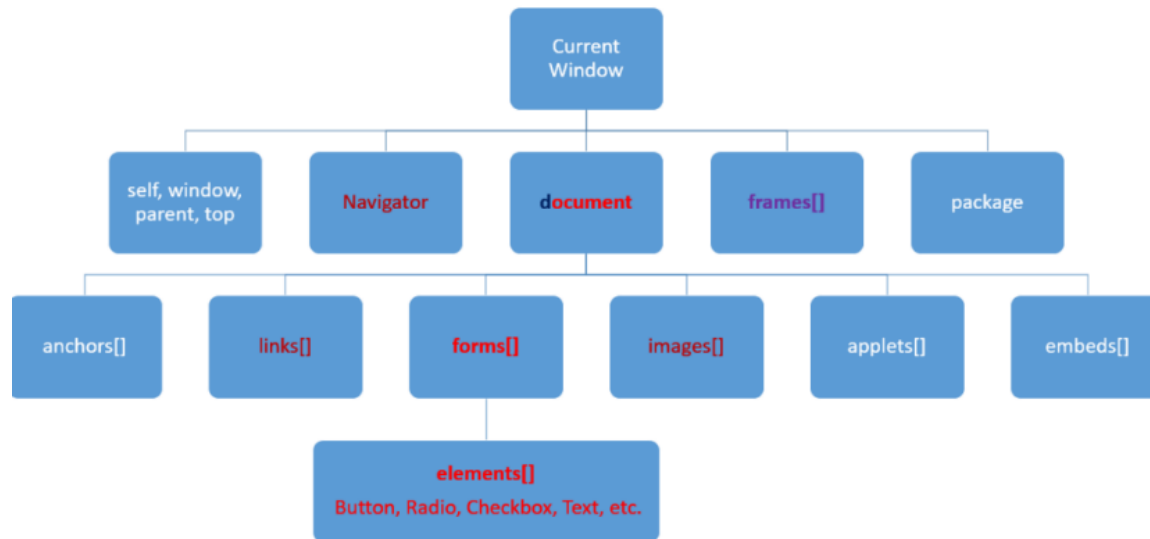 Current
Window
self, window,
parent, top
Navigator
document
frames[]
package
anchors[]
links[]
forms[]
images[]
applets[]
embeds[]
elements[]
Button, Radio, Checkbox, Text, etc.